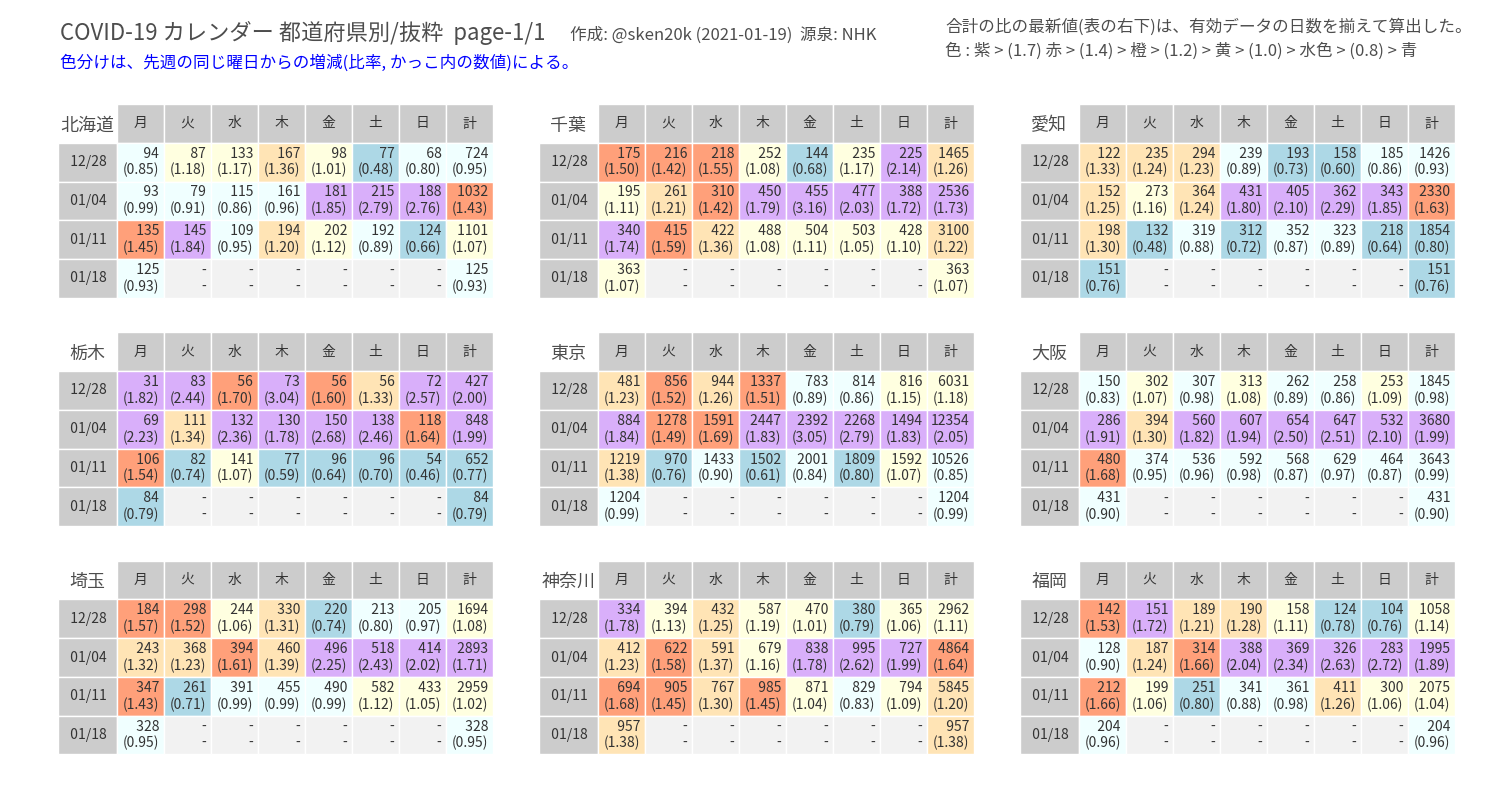 COVID-19 カレンダー 都道府県別/抜粋 page-1/1 作成: @sken20k (2021-01-19) 源泉: NHK
色分けは、先週の同じ曜日からの増減(比率, かっこ内の数値)による。
合計の比の最新値(表の右下)は、有効データの日数を揃えて算出した。
色 : 紫 > (1.7) 赤 > (1.4) 橙 > (1.2) 黄 > (1.0) > 水色 > (0.8) > 青
北海道 月 火 水 木 金 土 日 計
12/28 94 87 133 167 98 77 68 724
(0.85) (1.18) (1.17) (1.36) (1.01) (0.48) (0.80) (0.95)
01/04 93 79 115 161 181 215 188 1032
(0.99) (0.91) (0.86) (0.96) (1.85) (2.79) (2.76) (1.43)
01/11 135 145 109 194 202 192 124 1101
(1.45) (1.84) (0.95) (1.20) (1.12) (0.89) (0.66) (1.07)
01/18 125 - - - - - - 125
(0.93) - - - - - - (0.93)
千葉 月 火 水 木 金 土 日 計
12/28 175 216 218 252 144 235 225 1465
(1.50) (1.42) (1.55) (1.08) (0.68) (1.17) (2.14) (1.26)
01/04 195 261 310 450 455 477 388 2536
(1.11) (1.21) (1.42) (1.79) (3.16) (2.03) (1.72) (1.73)
01/11 340 415 422 488 504 503 428 3100
(1.74) (1.59) (1.36) (1.08) (1.11) (1.05) (1.10) (1.22)
01/18 363 - - - - - - 363
(1.07) - - - - - - (1.07)
愛知 月 火 水 木 金 土 日 計
12/28 122 235 294 239 193 158 185 1426
(1.33) (1.24) (1.23) (0.89) (0.73) (0.60) (0.86) (0.93)
01/04 152 273 364 431 405 362 343 2330
(1.25) (1.16) (1.24) (1.80) (2.10) (2.29) (1.85) (1.63)
01/11 198 132 319 312 352 323 218 1854
(1.30) (0.48) (0.88) (0.72) (0.87) (0.89) (0.64) (0.80)
01/18 151 - - - - - - 151
(0.76) - - - - - - (0.76)
栃木 月 火 水 木 金 土 日 計
12/28 31 83 56 73 56 56 72 427
(1.82) (2.44) (1.70) (3.04) (1.60) (1.33) (2.57) (2.00)
01/04 69 111 132 130 150 138 118 848
(2.23) (1.34) (2.36) (1.78) (2.68) (2.46) (1.64) (1.99)
01/11 106 82 141 77 96 96 54 652
(1.54) (0.74) (1.07) (0.59) (0.64) (0.70) (0.46) (0.77)
01/18 84 - - - - - - 84
(0.79) - - - - - - (0.79)
東京 月 火 水 木 金 土 日 計
12/28 481 856 944 1337 783 814 816 6031
(1.23) (1.52) (1.26) (1.51) (0.89) (0.86) (1.15) (1.18)
01/04 884 1278 1591 2447 2392 2268 1494 12354
(1.84) (1.49) (1.69) (1.83) (3.05) (2.79) (1.83) (2.05)
01/11 1219 970 1433 1502 2001 1809 1592 10526
(1.38) (0.76) (0.90) (0.61) (0.84) (0.80) (1.07) (0.85)
01/18 1204 - - - - - - 1204
(0.99) - - - - - - (0.99)
大阪 月 火 水 木 金 土 日 計
12/28 150 302 307 313 262 258 253 1845
(0.83) (1.07) (0.98) (1.08) (0.89) (0.86) (1.09) (0.98)
01/04 286 394 560 607 654 647 532 3680
(1.91) (1.30) (1.82) (1.94) (2.50) (2.51) (2.10) (1.99)
01/11 480 374 536 592 568 629 464 3643
(1.68) (0.95) (0.96) (0.98) (0.87) (0.97) (0.87) (0.99)
01/18 431 - - - - - - 431
(0.90) - - - - - - (0.90)
埼玉 月 火 水 木 金 土 日 計
12/28 184 298 244 330 220 213 205 1694
(1.57) (1.52) (1.06) (1.31) (0.74) (0.80) (0.97) (1.08)
01/04 243 368 394 460 496 518 414 2893
(1.32) (1.23) (1.61) (1.39) (2.25) (2.43) (2.02) (1.71)
01/11 347 261 391 455 490 582 433 2959
(1.43) (0.71) (0.99) (0.99) (0.99) (1.12) (1.05) (1.02)
01/18 328 - - - - - - 328
(0.95) - - - - - - (0.95)
神奈川 月 火 水 木 金 土 日 計
12/28 334 394 432 587 470 380 365 2962
(1.78) (1.13) (1.25) (1.19) (1.01) (0.79) (1.06) (1.11)
01/04 412 622 591 679 838 995 727 4864
(1.23) (1.58) (1.37) (1.16) (1.78) (2.62) (1.99) (1.64)
01/11 694 905 767 985 871 829 794 5845
(1.68) (1.45) (1.30) (1.45) (1.04) (0.83) (1.09) (1.20)
01/18 957 - - - - - - 957
(1.38) - - - - - - (1.38)
福岡 月 火 水 木 金 土 日 計
12/28 142 151 189 190 158 124 104 1058
(1.53) (1.72) (1.21) (1.28) (1.11) (0.78) (0.76) (1.14)
01/04 128 187 314 388 369 326 283 1995
(0.90) (1.24) (1.66) (2.04) (2.34) (2.63) (2.72) (1.89)
01/11 212 199 251 341 361 411 300 2075
(1.66) (1.06) (0.80) (0.88) (0.98) (1.26) (1.06) (1.04)
01/18 204 - - - - - - 204
(0.96) - - - - - - (0.96)